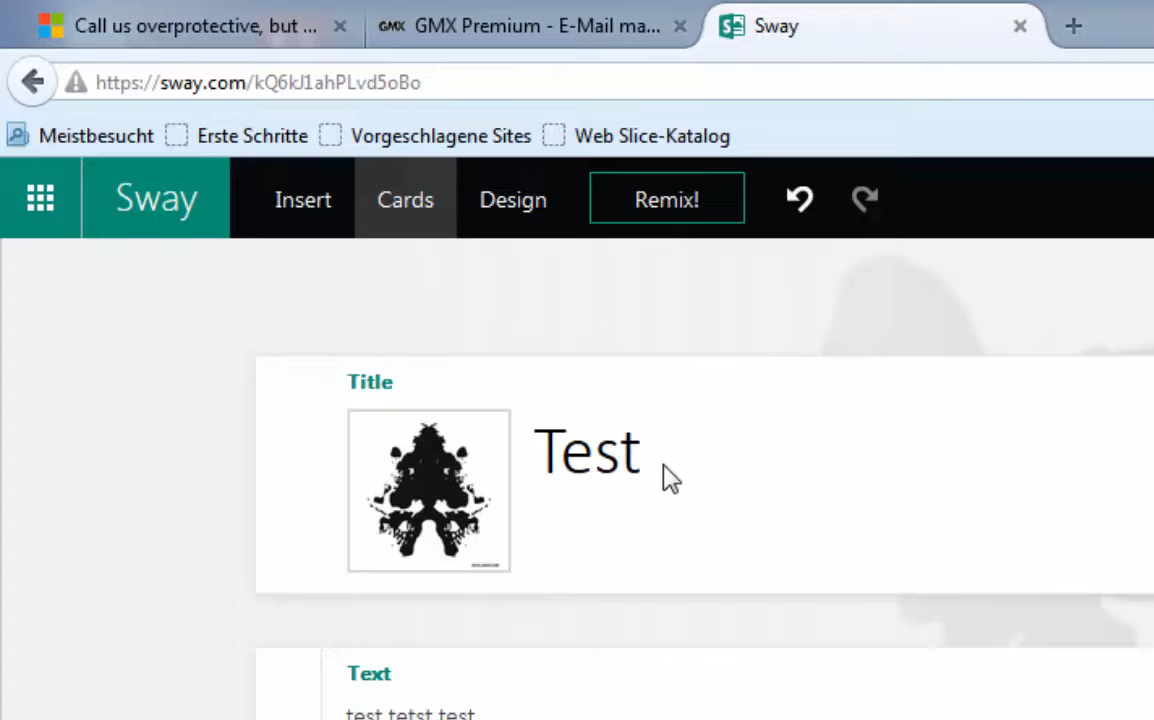 Call us overprotective, but ...
GMX GMX Premium - E-Mail ma...
Sway
https://sway.com/kQ6kJ1ahPLvd5oBo
Meistbesucht
Erste Schritte
Vorgeschlagene Sites
Web Slice-Katalog
Sway
Insert
Cards
Design
Remix!
Title
Test
Text
test tetst test